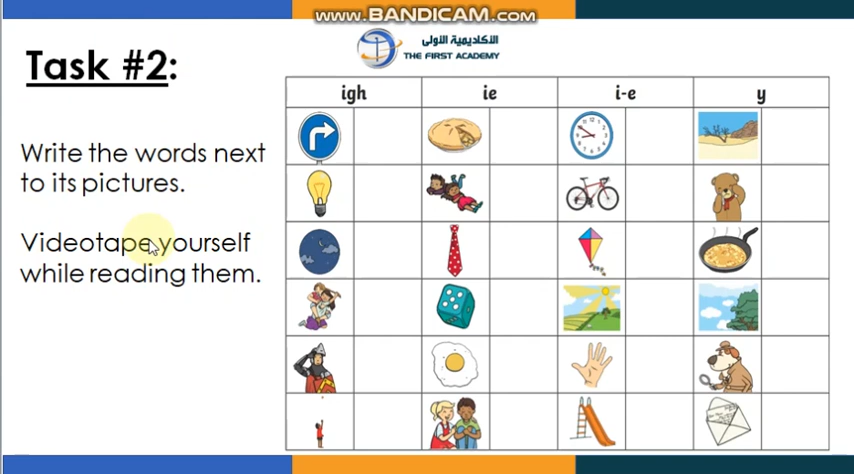 www.BANDICAM.com
الأكاديمية الأولى
THE FIRST ACADEMY
Task #2:
Write the words next
to its pictures.
Videotape yourself
while reading them.
igh ie i-e y